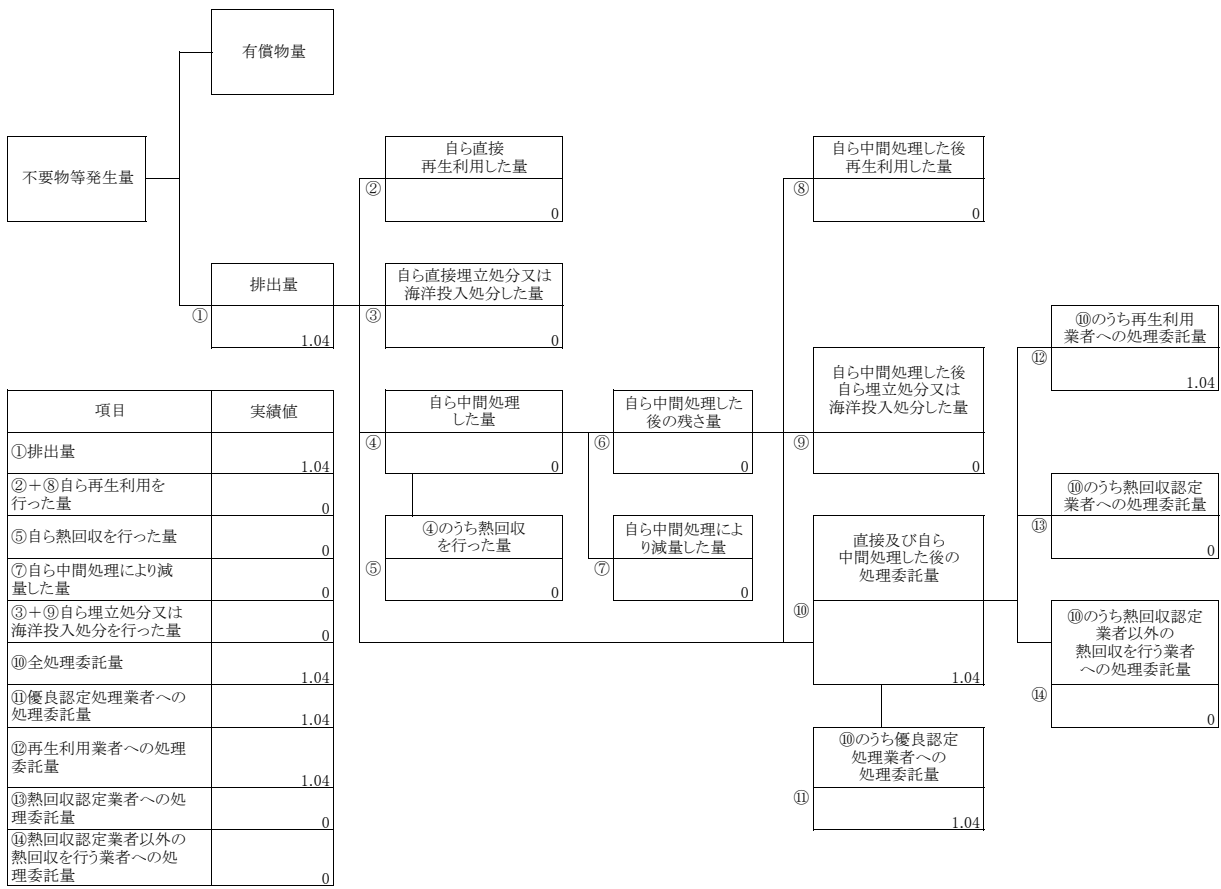 有償物量
不要物等発生量
自ら直接
再生利用した量
②
0
自ら中間処理した後
再生利用した量
⑧
0
排出量
①
1.04
自ら直接埋立処分又は
海洋投入処分した量
③
0
⑩のうち再生利用
業者への処理委託量
⑫
1.04
自ら中間処理
した量
④
0
自ら中間処理した
後の残さ量
⑥
0
自ら中間処理した後
自ら埋立処分又は
海洋投入処分した量
⑨
0
⑩のうち熱回収認定
業者への処理委託量
⑬
0
④のうち熱回収
を行った量
⑤
0
自ら中間処理によ
り減量した量
⑦
0
直接及び自ら
中間処理した後の
処理委託量
⑩
1.04
⑩のうち熱回収認定
業者以外の
熱回収を行う業者
への処理委託量
⑭
0
⑩のうち優良認定
処理業者への
処理委託量
⑪
1.04
項目 実績値
①排出量
1.04
②+⑧自ら再生利用を
行った量
0
⑤自ら熱回収を行った量
0
⑦自ら中間処理により減
量した量
0
③+⑨自ら埋立処分又は
海洋投入処分を行った量
0
⑩全処理委託量
1.04
⑪優良認定処理業者への
処理委託量
1.04
⑫再生利用業者への処理
委託量
1.04
⑬熱回収認定業者への処
理委託量
0
⑭熱回収認定業者以外の
熱回収を行う業者への処
理委託量
0